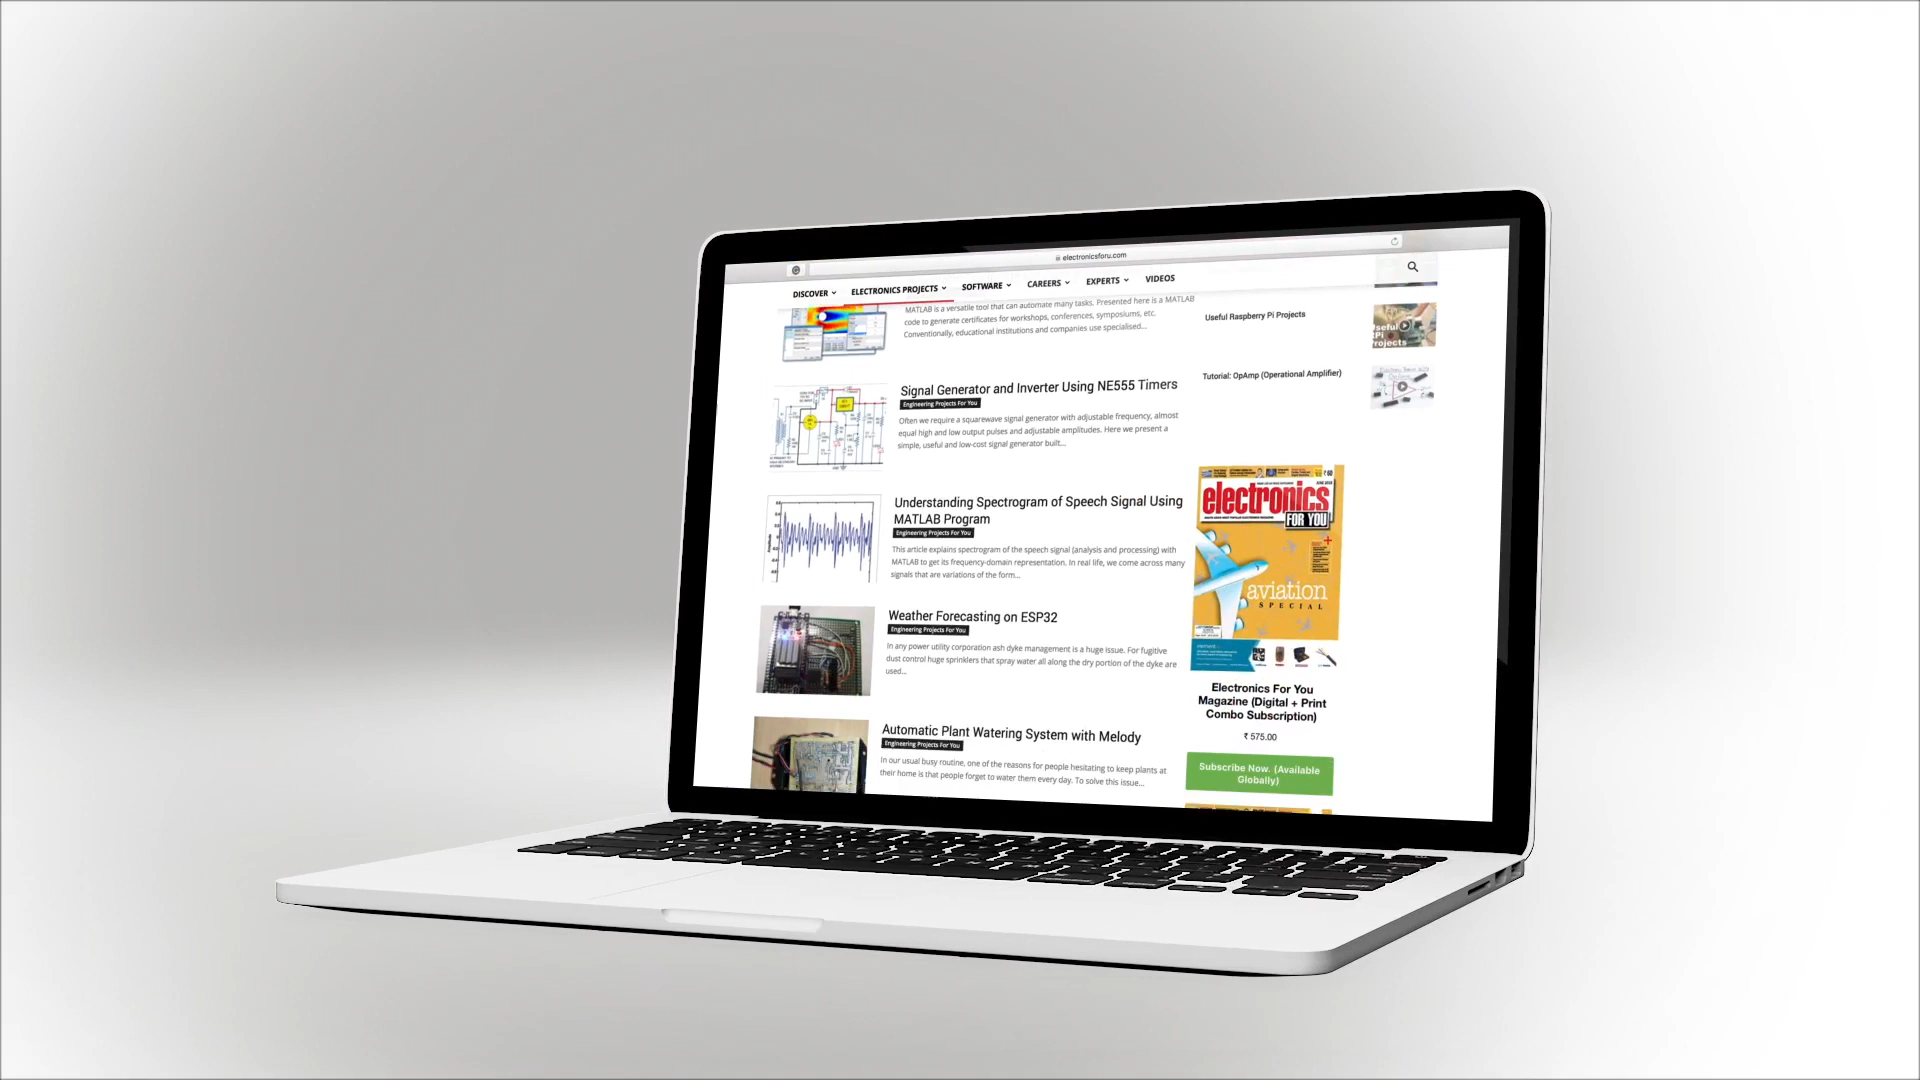 electronicsforu.com
DISCOVER
ELECTRONICS PROJECTS
SOFTWARE
CAREERS
EXPERTS
VIDEOS
MATLAB is a versatile tool that can automate many tasks. Presented here is a MATLAB
code to generate certificates for workshops, conferences, symposiums, etc.
Conventionally, educational institutions and companies use specialised...
Signal Generator and Inverter Using NE555 Timers
Engineering Projects For You
Often we require a squarewave signal generator with adjustable frequency, almost
equal high and low output pulses and adjustable amplitudes. Here we present a
simple, useful and low-cost signal generator built...
Understanding Spectrogram of Speech Signal Using
MATLAB Program
Engineering Projects For You
This article explains spectrogram of the speech signal (analysis and processing) with
MATLAB to get its frequency-domain representation. In real life, we come across many
signals that are variations of the form...
Weather Forecasting on ESP32
Engineering Projects For You
In any power utility corporation ash dyke management is a huge issue. For fugitive
dust control huge sprinklers that spray water all along the dry portion of the dyke are
used...
Automatic Plant Watering System with Melody
Engineering Projects For You
In our usual busy routine, one of the reasons for people hesitating to keep plants at
their home is that people forget to water them every day. To solve this issue...
Useful Raspberry Pi Projects
Useful
RPi
Projects
Tutorial: OpAmp (Operational Amplifier)
electronics
FOR YOU
aviation
SPECIAL
Electronics For You
Magazine (Digital + Print
Combo Subscription)
₹ 575.00
Subscribe Now. (Available
Globally)